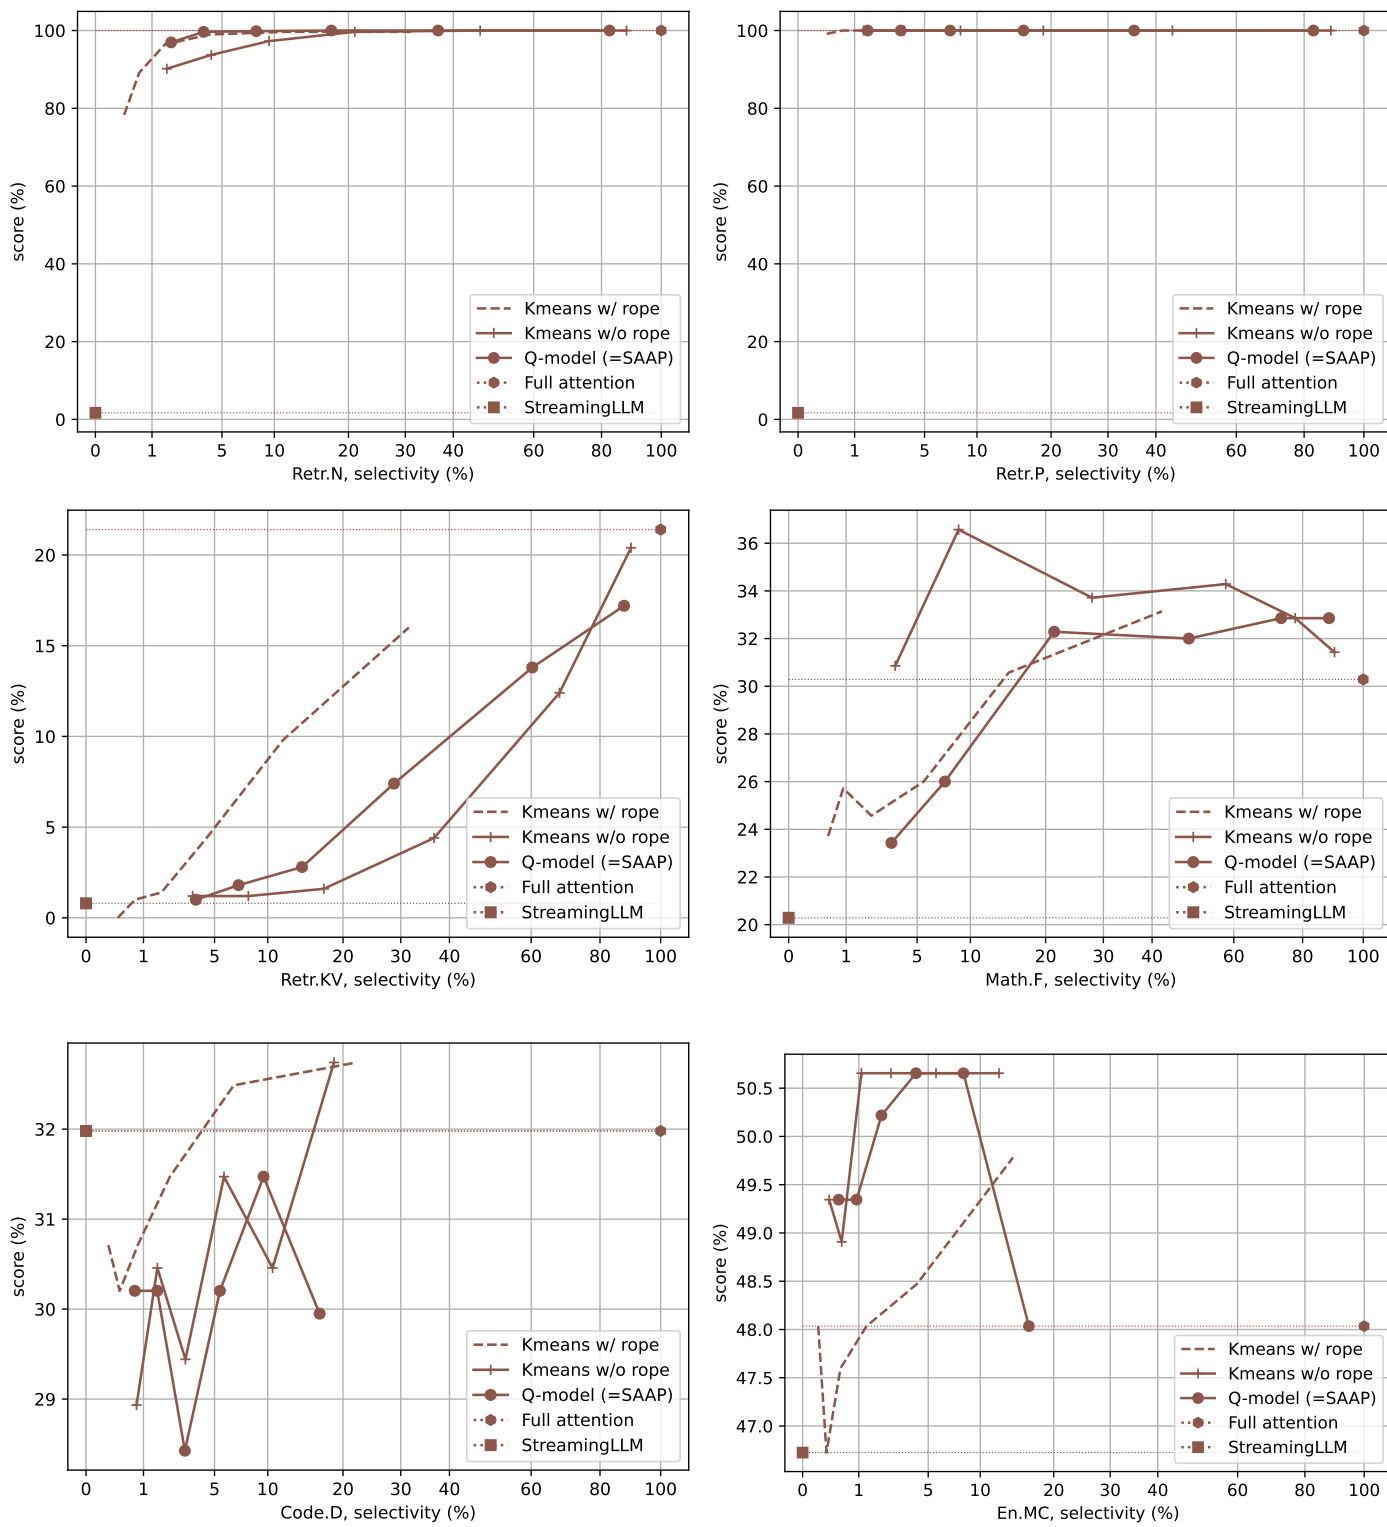 100
80
60
40
20
0
score (%)
0 1 5 10 20 30 40 60 80 100
Retr.N, selectivity (%)
Kmeans w/ rope
Kmeans w/o rope
Q-model (=SAAP)
Full attention
StreamingLLM
100
80
60
40
20
0
score (%)
0 1 5 10 20 30 40 60 80 100
Retr.P, selectivity (%)
Kmeans w/ rope
Kmeans w/o rope
Q-model (=SAAP)
Full attention
StreamingLLM
20
15
10
5
0
score (%)
0 1 5 10 20 30 40 60 80 100
Retr.KV, selectivity (%)
Kmeans w/ rope
Kmeans w/o rope
Q-model (=SAAP)
Full attention
StreamingLLM
36
34
32
30
28
26
24
22
20
score (%)
0 1 5 10 20 30 40 60 80 100
Math.F, selectivity (%)
Kmeans w/ rope
Kmeans w/o rope
Q-model (=SAAP)
Full attention
StreamingLLM
32
31
30
29
score (%)
0 1 5 10 20 30 40 60 80 100
Code.D, selectivity (%)
Kmeans w/ rope
Kmeans w/o rope
Q-model (=SAAP)
Full attention
StreamingLLM
50.5
50.0
49.5
49.0
48.5
48.0
47.5
47.0
score (%)
0 1 5 10 20 30 40 60 80 100
En.MC, selectivity (%)
Kmeans w/ rope
Kmeans w/o rope
Q-model (=SAAP)
Full attention
StreamingLLM